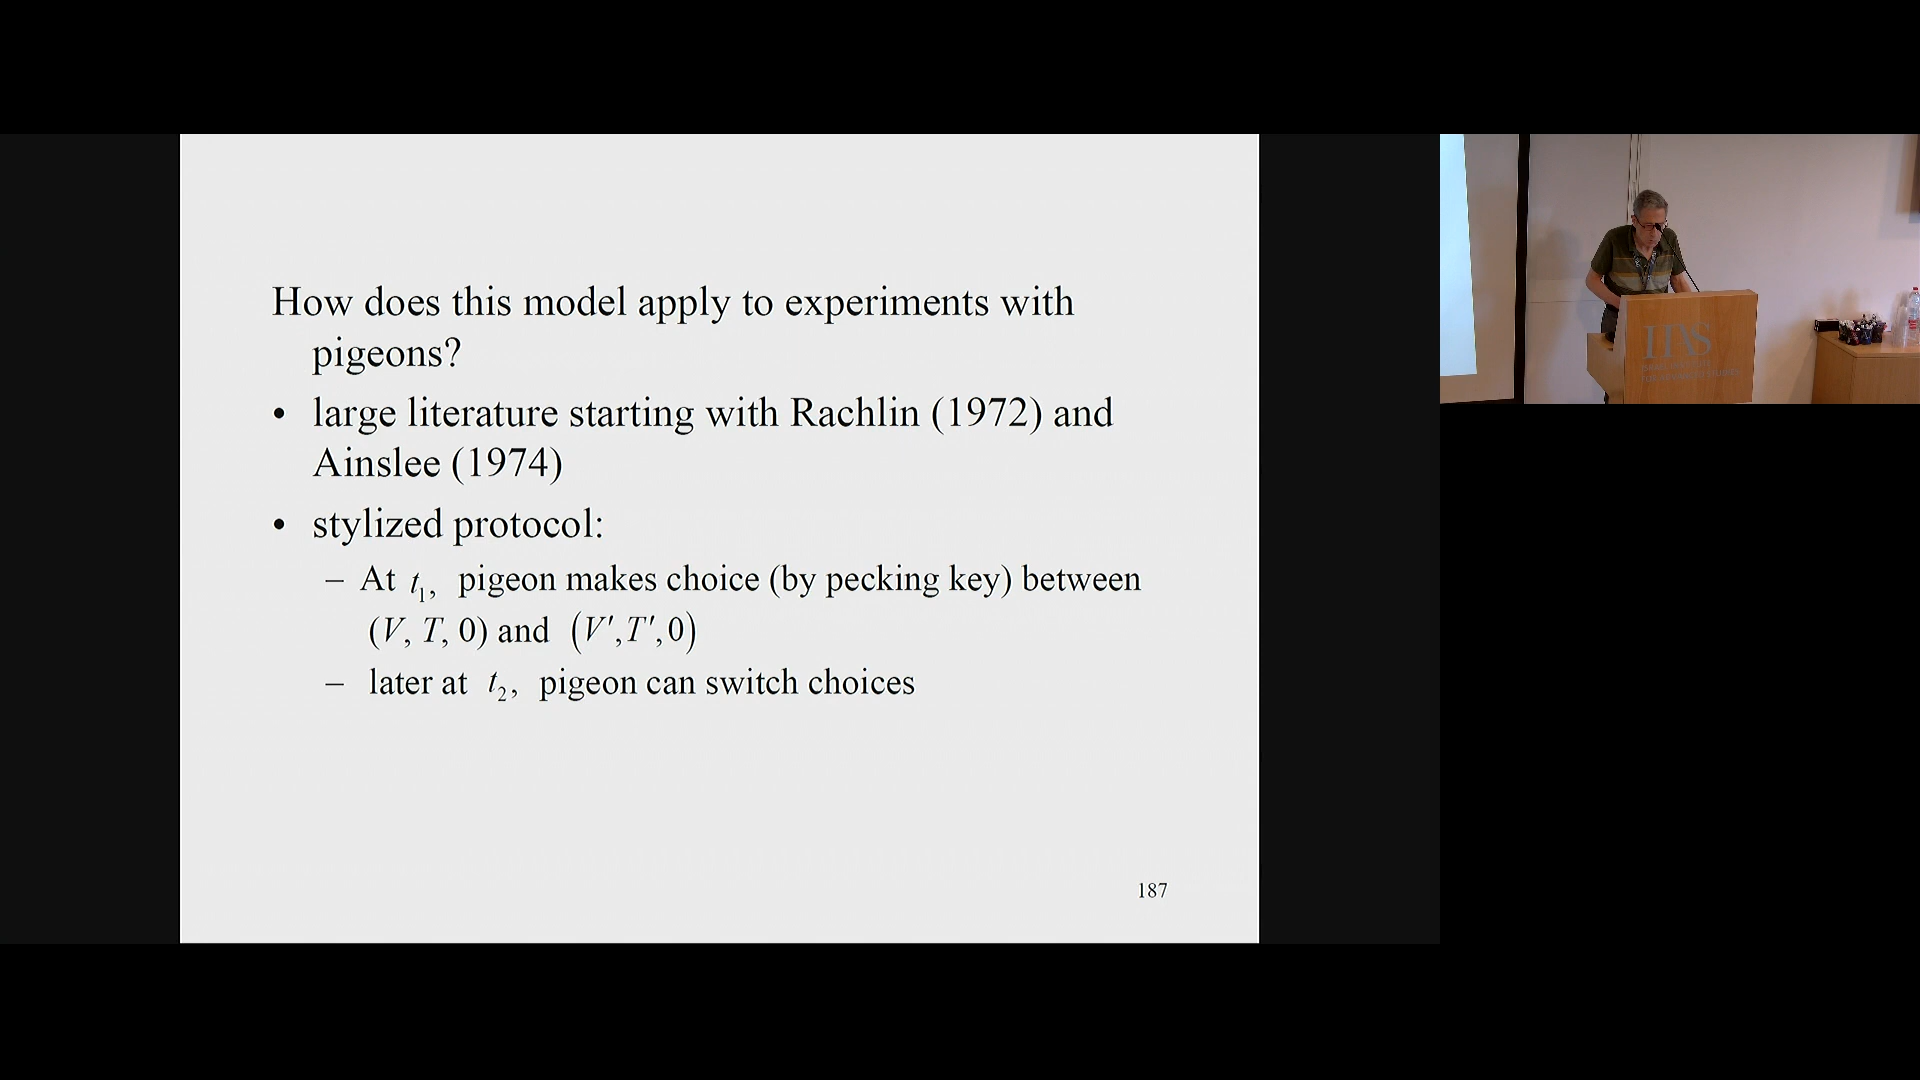 How does this model apply to experiments with
pigeons?
• large literature starting with Rachlin (1972) and
Ainslee (1974)
• stylized protocol:
– At t₁, pigeon makes choice (by pecking key) between
(V, T, 0) and (V′,T′,0)
– later at t₂, pigeon can switch choices
187
IIAS